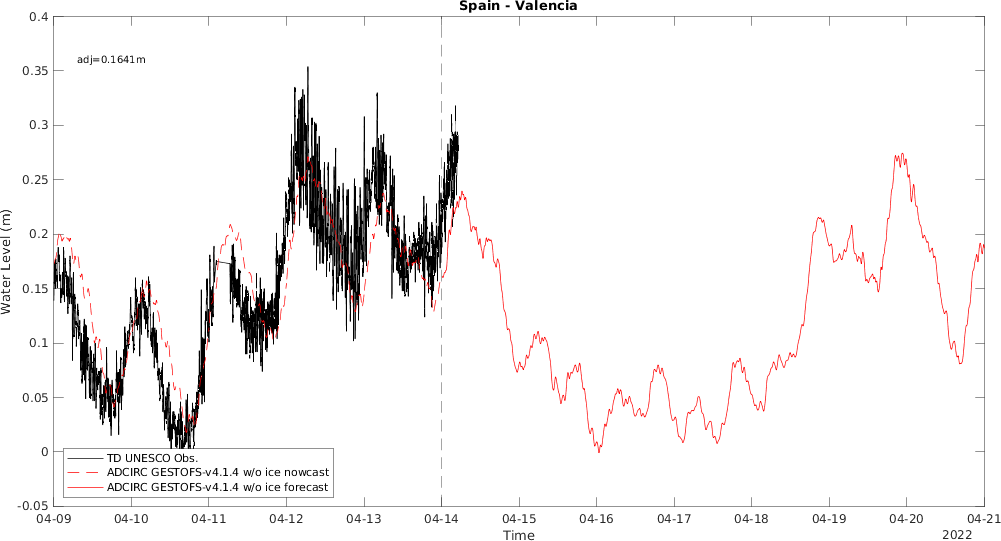 Spain - Valencia
0.4
adj=0.1641m
0.35
0.3
0.25
0.2
0.15
0.1
0.05
0
-0.05
Water Level (m)
TD UNESCO Obs.
ADCIRC GESTOFS-v4.1.4 w/o ice nowcast
ADCIRC GESTOFS-v4.1.4 w/o ice forecast
04-09 04-10 04-11 04-12 04-13 04-14 04-15 04-16 04-17 04-18 04-19 04-20 04-21
Time
2022